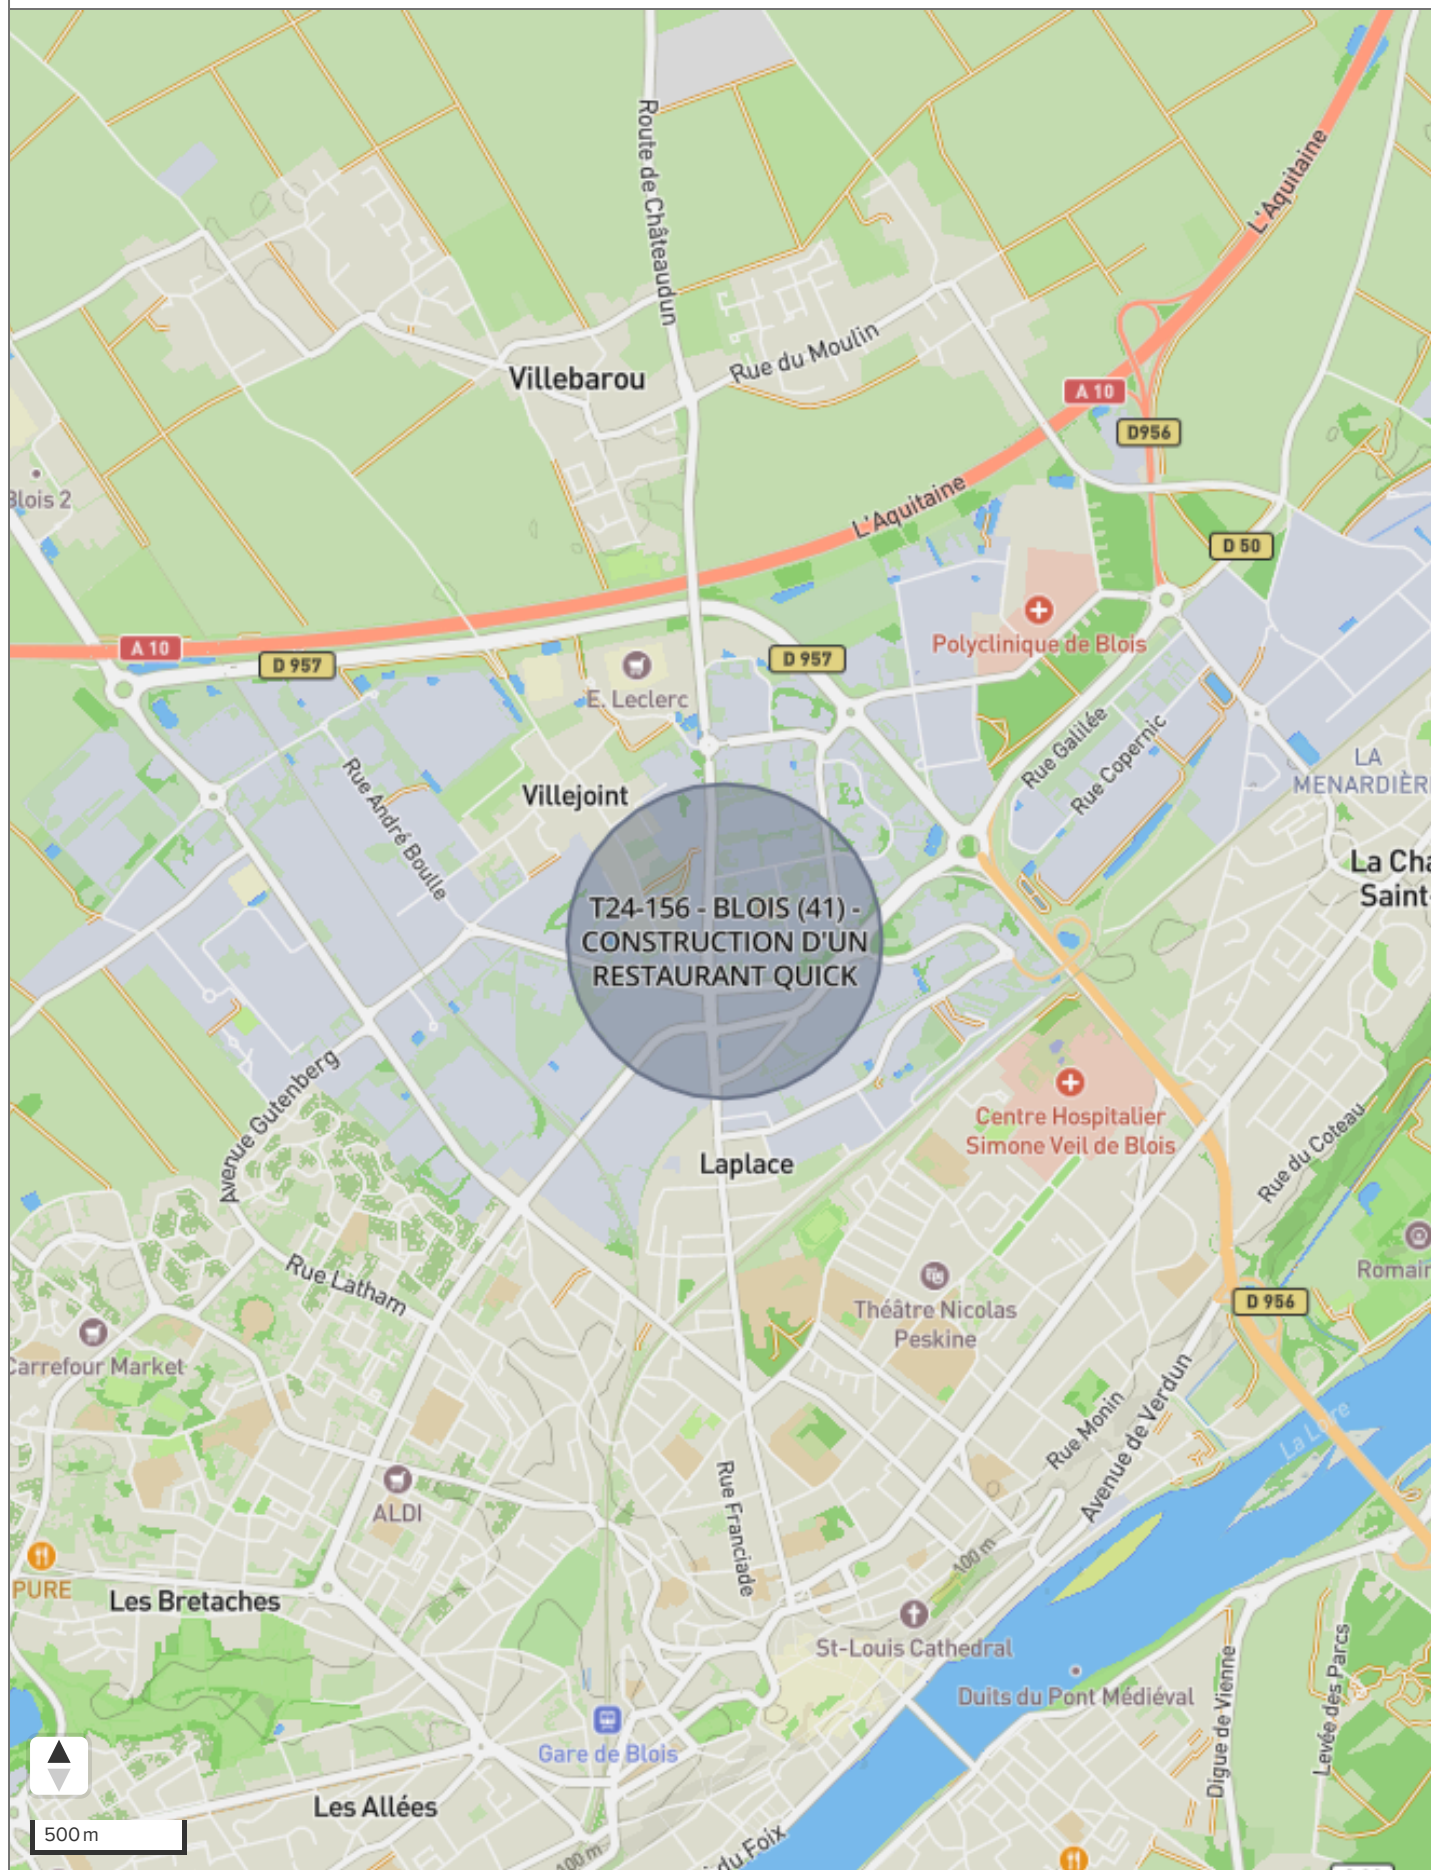 Route de Châteaudun
L'Aquitaine
Rue du Moulin
Villebarou
A 10
D956
Blois 2
L'Aquitaine
D 50
Polyclinique de Blois
A 10
D 957
D 957
E. Leclerc
Rue Galilée
Rue Copernic
LA
MENARDIÈR
Rue André Boulle
Villejoint
La Cha
Saint-
T24-156 - BLOIS (41) -
CONSTRUCTION D'UN
RESTAURANT QUICK
Avenue Gutenberg
Centre Hospitalier
Simone Veil de Blois
Rue du Coteau
Laplace
Rue Latham
Romain
Théâtre Nicolas
Peskine
D 956
Carrefour Market
La Loire
Rue Monin
Avenue de Verdun
Rue Franciade
ALDI
100 m
PURE
Les Bretaches
St-Louis Cathedral
Duits du Pont Médiéval
Digue de Vienne
Levée des Parcs
Gare de Blois
Les Allées
500 m
100 m
du Foix